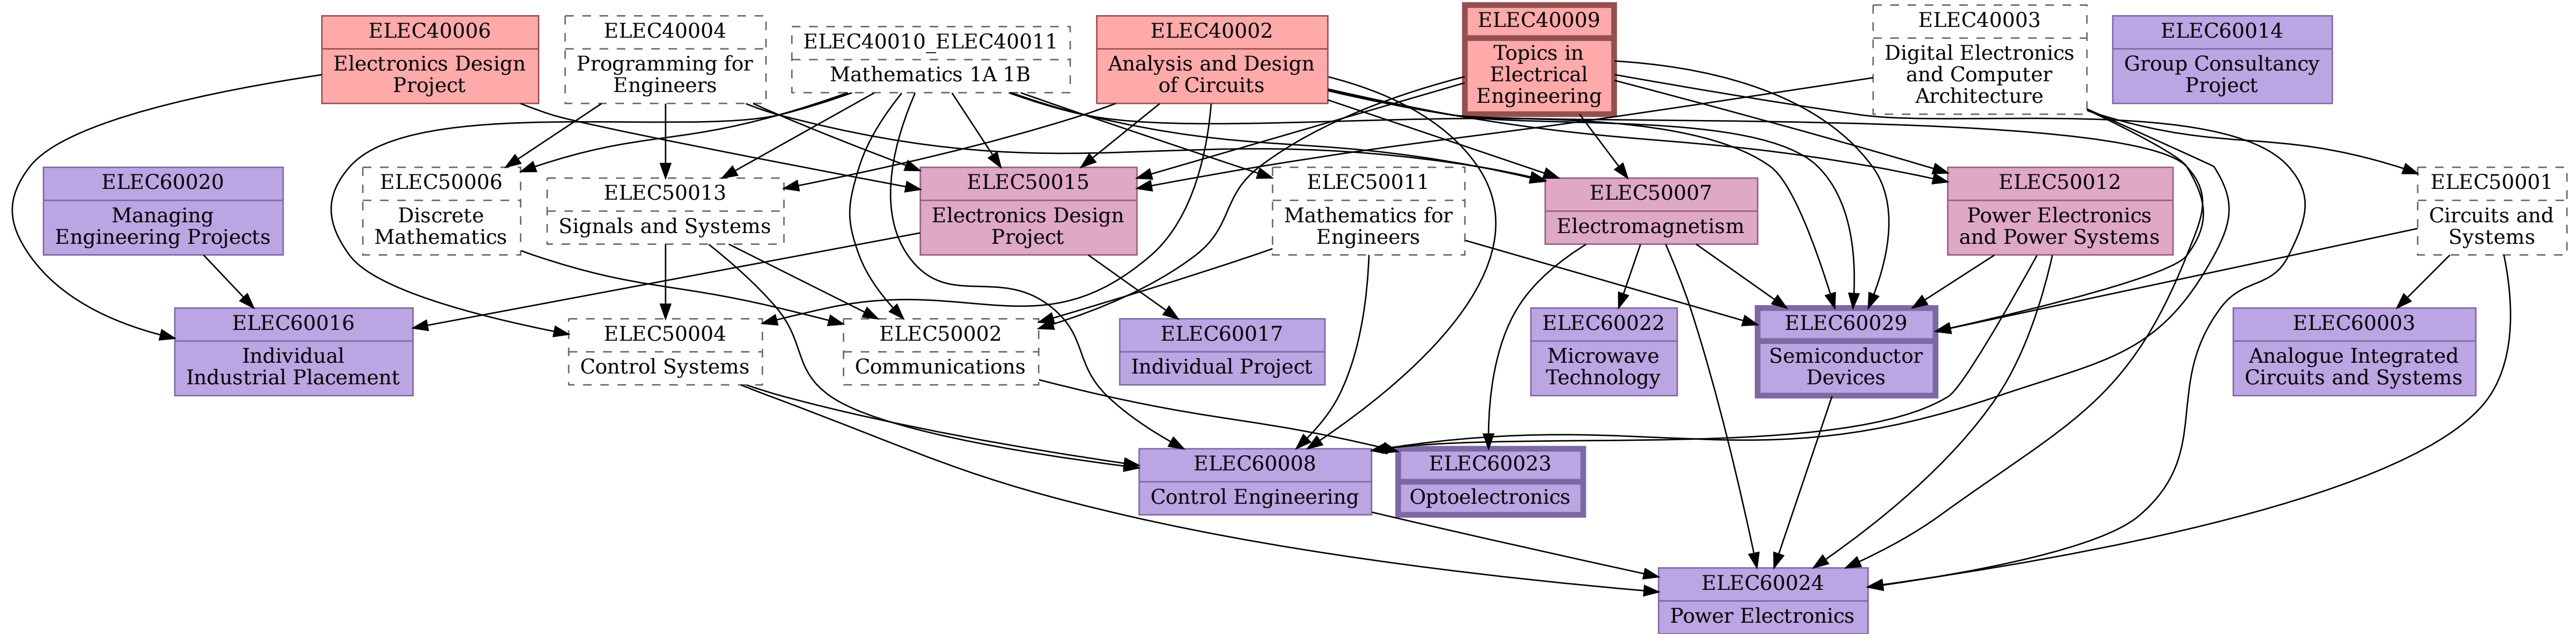 ELEC40006
Electronics Design
Project
ELEC40004
Programming for
Engineers
ELEC40010_ELEC40011
Mathematics 1A 1B
ELEC40002
Analysis and Design
of Circuits
ELEC40009
Topics in
Electrical
Engineering
ELEC40003
Digital Electronics
and Computer
Architecture
ELEC60014
Group Consultancy
Project
ELEC60020
Managing
Engineering Projects
ELEC50006
Discrete
Mathematics
ELEC50013
Signals and Systems
ELEC50015
Electronics Design
Project
ELEC50011
Mathematics for
Engineers
ELEC50007
Electromagnetism
ELEC50012
Power Electronics
and Power Systems
ELEC50001
Circuits and
Systems
ELEC60016
Individual
Industrial Placement
ELEC50004
Control Systems
ELEC50002
Communications
ELEC60017
Individual Project
ELEC60022
Microwave
Technology
ELEC60029
Semiconductor
Devices
ELEC60003
Analogue Integrated
Circuits and Systems
ELEC60008
Control Engineering
ELEC60023
Optoelectronics
ELEC60024
Power Electronics